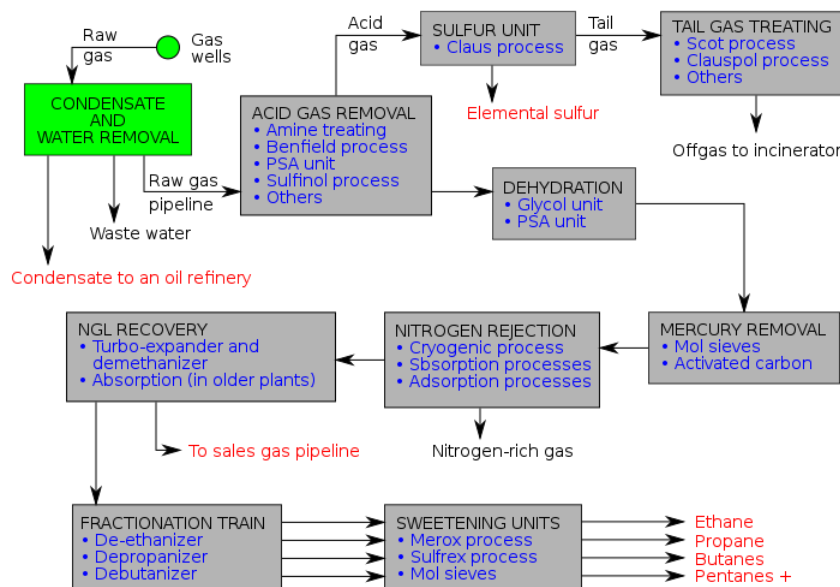 Raw
gas
Gas
wells
CONDENSATE
AND
WATER REMOVAL
Raw gas
pipeline
Waste water
Condensate to an oil refinery
ACID GAS REMOVAL
• Amine treating
• Benfield process
• PSA unit
• Sulfinol process
• Others
Acid
gas
SULFUR UNIT
• Claus process
Elemental sulfur
Tail
gas
TAIL GAS TREATING
• Scot process
• Clauspol process
• Others
Offgas to incinerator
DEHYDRATION
• Glycol unit
• PSA unit
MERCURY REMOVAL
• Mol sieves
• Activated carbon
NITROGEN REJECTION
• Cryogenic process
• Sbsorption processes
• Adsorption processes
Nitrogen-rich gas
NGL RECOVERY
• Turbo-expander and
demethanizer
• Absorption (in older plants)
To sales gas pipeline
FRACTIONATION TRAIN
• De-ethanizer
• Depropanizer
• Debutanizer
SWEETENING UNITS
• Merox process
• Sulfrex process
• Mol sieves
Ethane
Propane
Butanes
Pentanes +